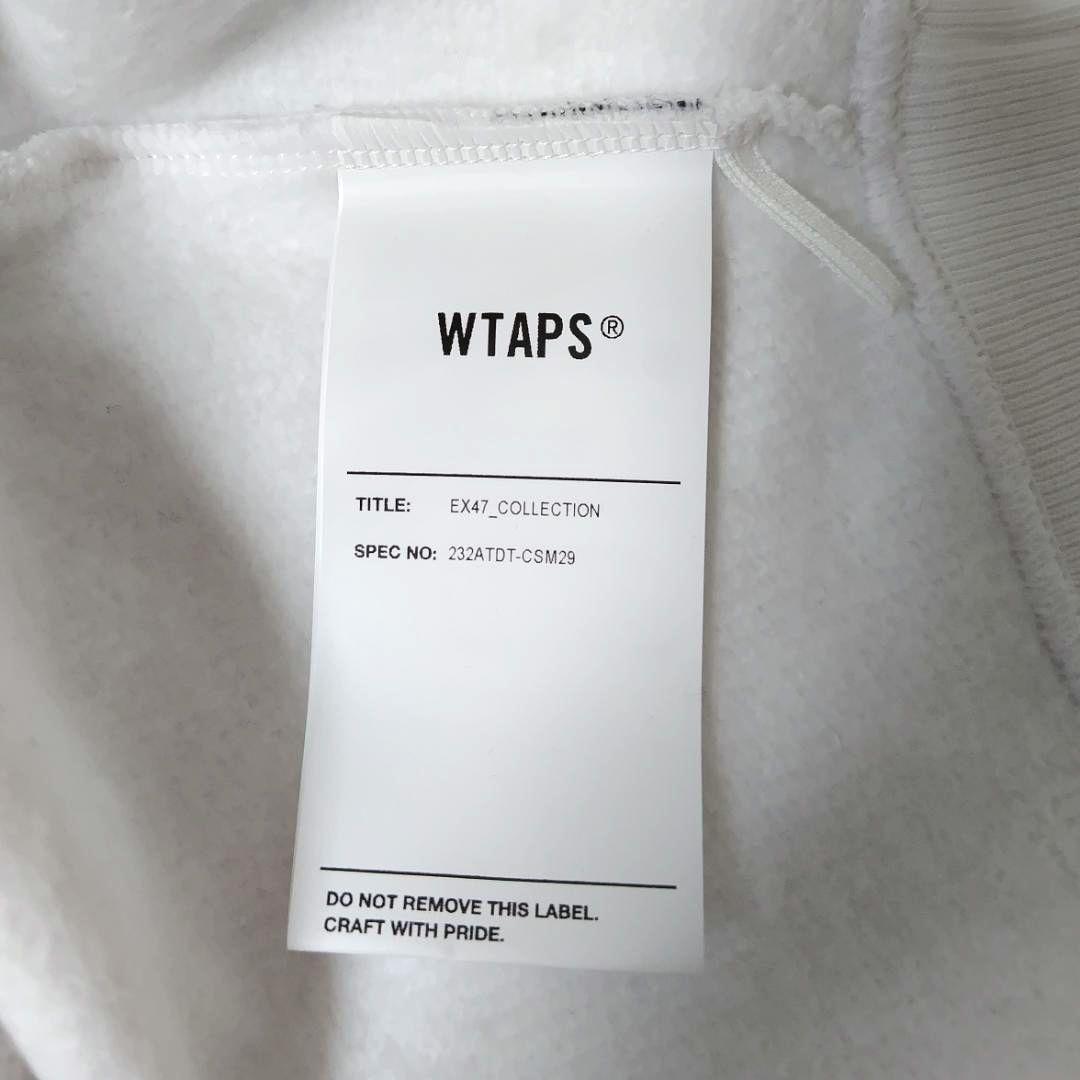 WTAPS®
TITLE: EX47_COLLECTION
SPEC NO: 232ATDT-CSM29
DO NOT REMOVE THIS LABEL.
CRAFT WITH PRIDE.